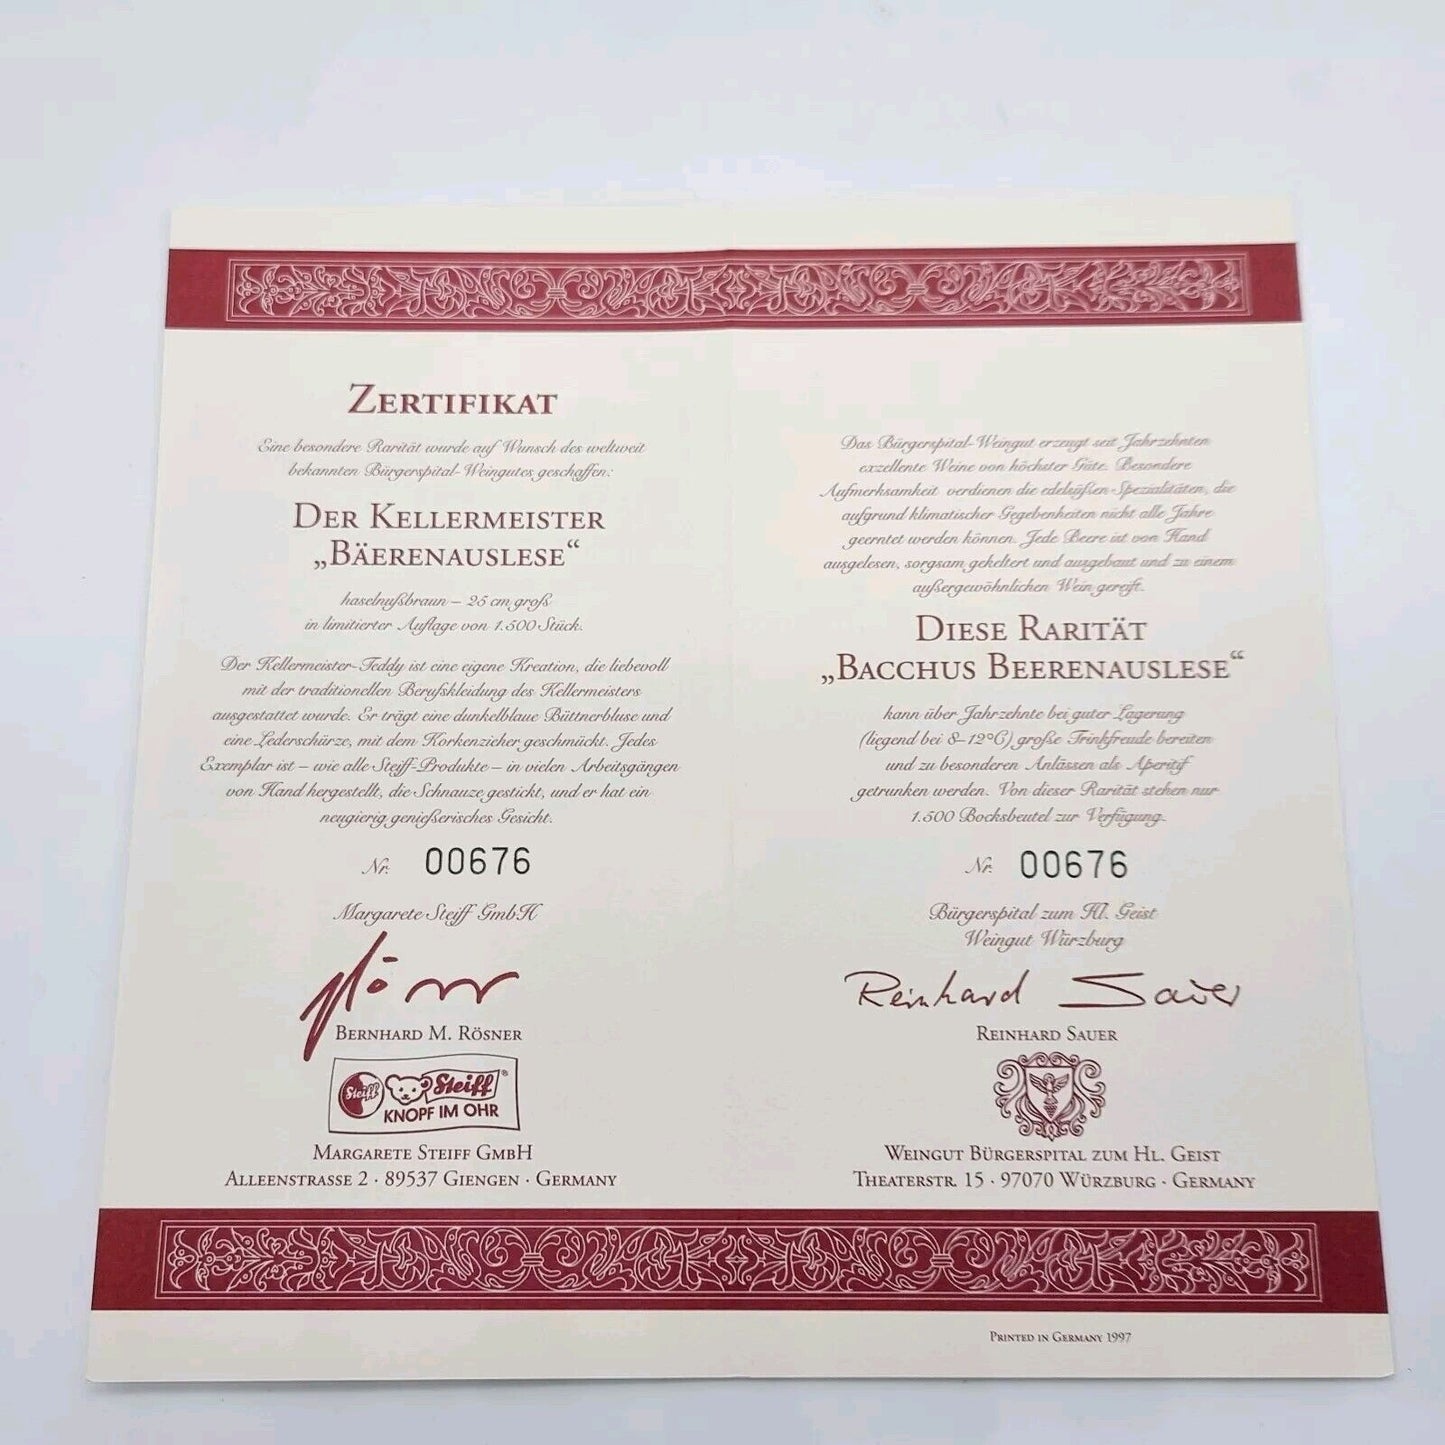 ZERTIFIKAT
Eine besondere Rarität wurde auf Wunsch des weltweit
bekannten Bürgerspital-Weingutes geschaffen:
DER KELLERMEISTER
„BÄERENAUSLESE“
haselnußbraun – 25 cm groß
in limitierter Auflage von 1.500 Stück.
Der Kellermeister-Teddy ist eine eigene Kreation, die liebevoll
mit der traditionellen Berufskleidung des Kellermeisters
ausgestattet wurde. Er trägt eine dunkelblaue Büttnerbluse und
eine Lederschürze, mit dem Korkenzieher geschmückt. Jedes
Exemplar ist – wie alle Steiff-Produkte – in vielen Arbeitsgängen
von Hand hergestellt, die Schnauze gestickt, und er hat ein
neugierig genießerisches Gesicht.
Nr. 00676
Margarete Steiff GmbH
BERNHARD M. RÖSNER
Steiff Steiff®
KNOPF IM OHR
MARGARETE STEIFF GMBH
ALLEENSTRASSE 2 · 89537 GIENGEN · GERMANY
Das Bürgerspital-Weingut erzeugt seit Jahrzehnten
exzellente Weine von höchster Güte. Besondere
Aufmerksamkeit verdienen die edelsüßen Spezialitäten, die
aufgrund klimatischer Gegebenheiten nicht alle Jahre
geerntet werden können. Jede Beere ist von Hand
ausgelesen, sorgsam gekeltert und ausgebaut und zu einem
außergewöhnlichen Wein gereift.
DIESE RARITÄT
„BACCHUS BEERENAUSLESE“
kann über Jahrzehnte bei guter Lagerung
(liegend bei 8–12°C) große Trinkfreude bereiten
und zu besonderen Anlässen als Aperitif
getrunken werden. Von dieser Rarität stehen nur
1.500 Bocksbeutel zur Verfügung.
Nr. 00676
Bürgerspital zum Hl. Geist
Weingut Würzburg
Reinhard Sauer
REINHARD SAUER
WEINGUT BÜRGERSPITAL ZUM HL. GEIST
THEATERSTR. 15 · 97070 WÜRZBURG · GERMANY
PRINTED IN GERMANY 1997